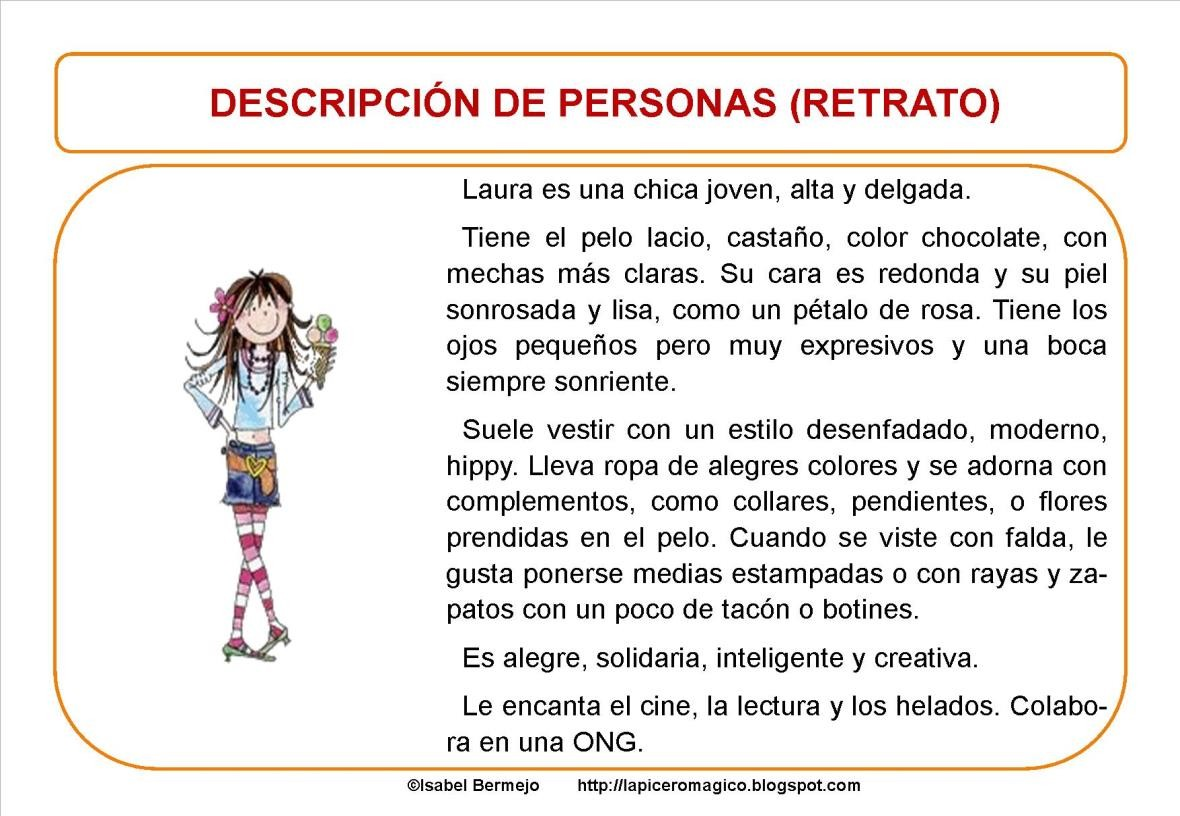 DESCRIPCIÓN DE PERSONAS (RETRATO)
Laura es una chica joven, alta y delgada.
Tiene el pelo lacio, castaño, color chocolate, con
mechas más claras. Su cara es redonda y su piel
sonrosada y lisa, como un pétalo de rosa. Tiene los
ojos pequeños pero muy expresivos y una boca
siempre sonriente.
Suele vestir con un estilo desenfadado, moderno,
hippy. Lleva ropa de alegres colores y se adorna con
complementos, como collares, pendientes, o flores
prendidas en el pelo. Cuando se viste con falda, le
gusta ponerse medias estampadas o con rayas y za-
patos con un poco de tacón o botines.
Es alegre, solidaria, inteligente y creativa.
Le encanta el cine, la lectura y los helados. Colabo-
ra en una ONG.
©Isabel Bermejo http://lapiceromagico.blogspot.com